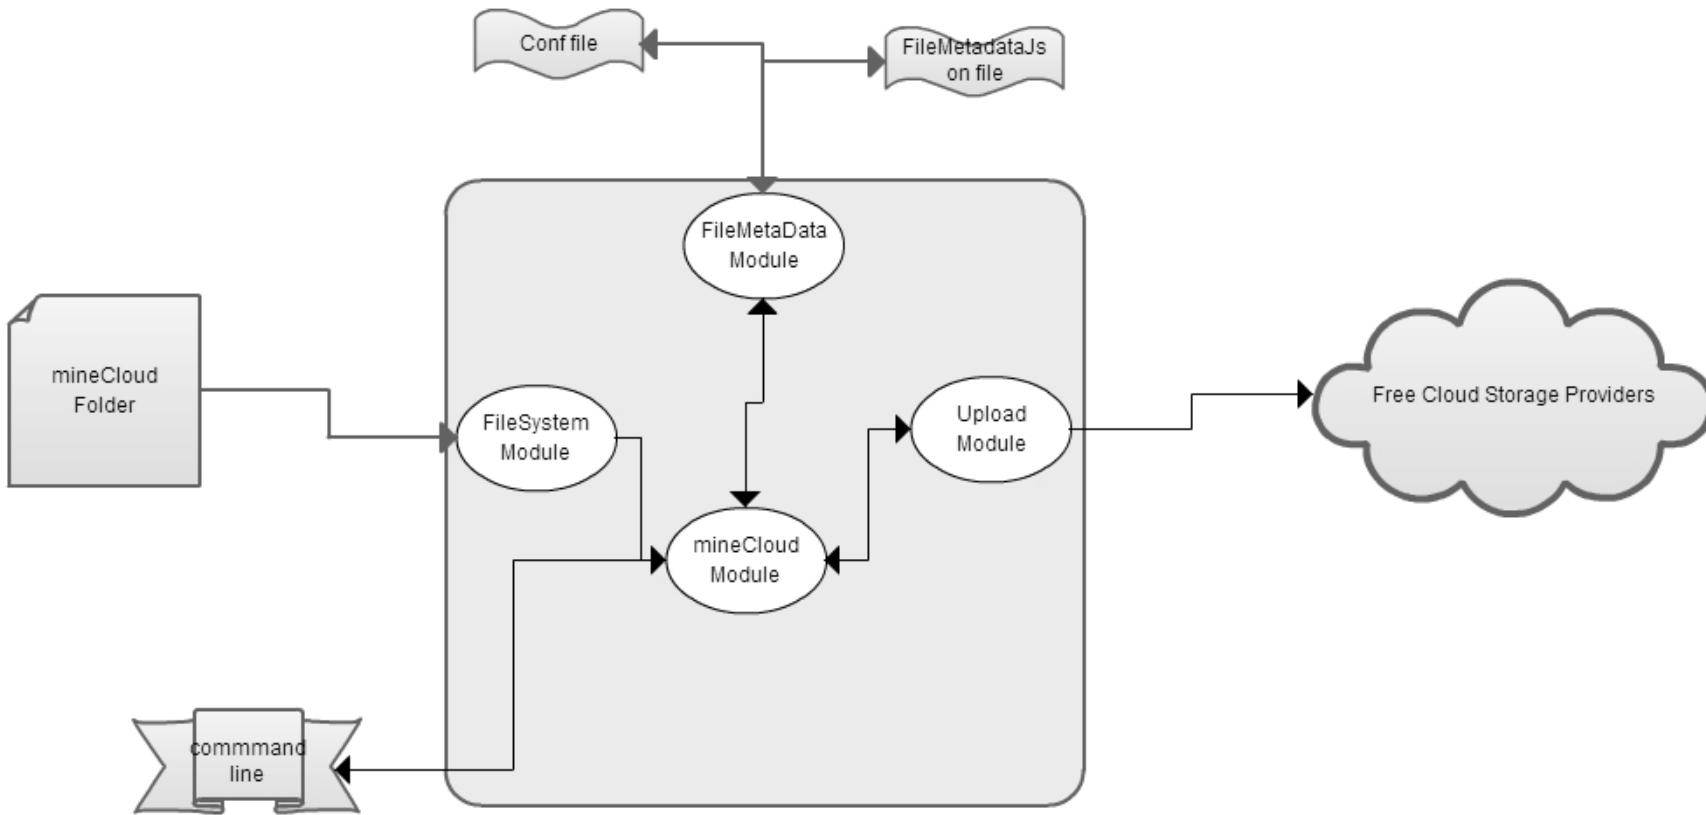 Conf file
FileMetadataJs
on file
FileMetaData
Module
mineCloud
Folder
FileSystem
Module
Upload
Module
Free Cloud Storage Providers
mineCloud
Module
commmand
line